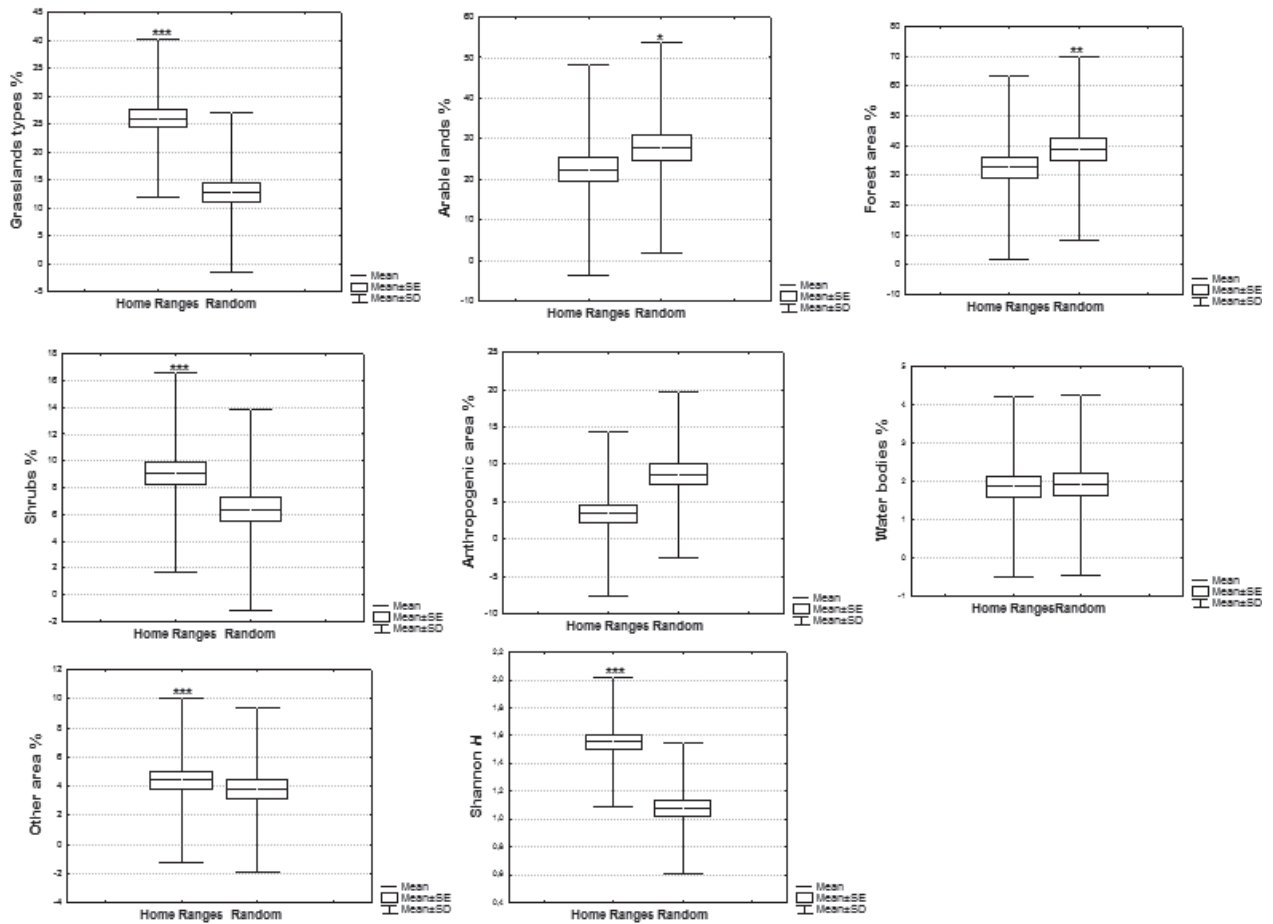 Grasslands types %
45
40
35
30
25
20
15
10
5
0
-5
***
Home Ranges Random
Mean
Mean±SE
Mean±SD
Arable lands %
60
50
40
30
20
10
0
-10
*
Home Ranges Random
Mean
Mean±SE
Mean±SD
Forest area %
80
70
60
50
40
30
20
10
0
-10
**
Home Ranges Random
Mean
Mean±SE
Mean±SD
Shrubs %
18
16
14
12
10
8
6
4
2
0
-2
***
Home Ranges Random
Mean
Mean±SE
Mean±SD
Anthropogenic area %
25
20
15
10
5
0
-5
-10
Home Ranges Random
Mean
Mean±SE
Mean±SD
Water bodies %
5
4
3
2
1
0
-1
Home Ranges Random
Mean
Mean±SE
Mean±SD
Other area %
12
10
8
6
4
2
0
-2
-4
***
Home Ranges Random
Mean
Mean±SE
Mean±SD
Shannon H
2,2
2,0
1,8
1,6
1,4
1,2
1,0
0,8
0,6
0,4
***
Home Ranges Random
Mean
Mean±SE
Mean±SD